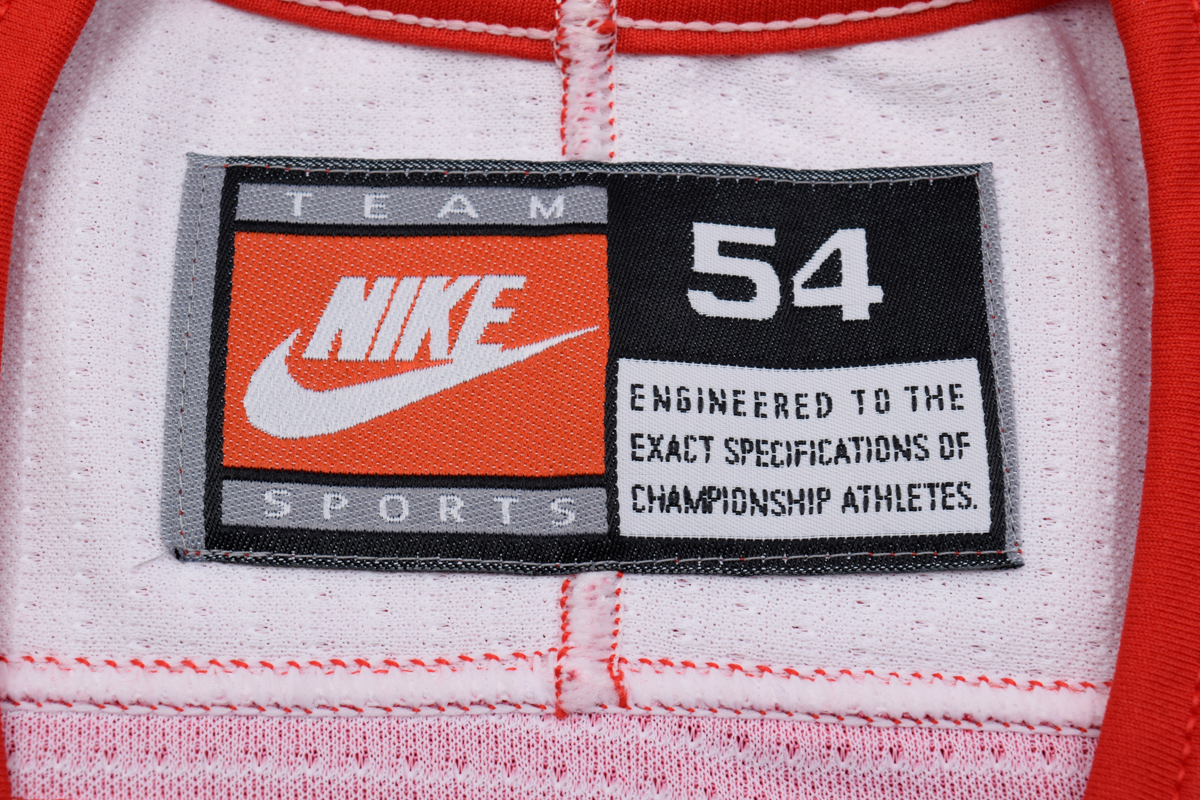 TEAM
NIKE
SPORTS
54
ENGINEERED TO THE
EXACT SPECIFICATIONS OF
CHAMPIONSHIP ATHLETES.